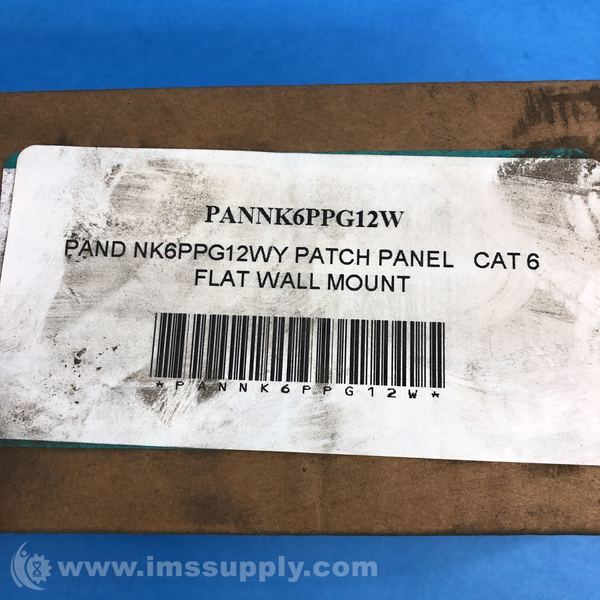 PANNK6PPG12W
PAND NK6PPG12WY PATCH PANEL CAT 6
FLAT WALL MOUNT
*PANNK6PPG12W*
www.imssupply.com